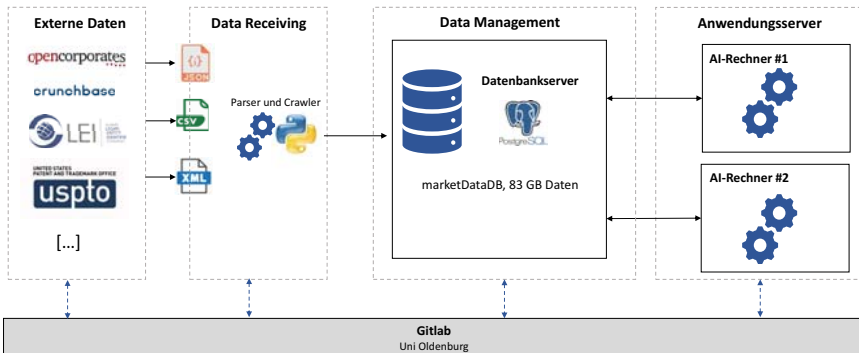 Externe Daten
opencorporates
crunchbase
LEI
UNITED STATES
PATENT AND TRADEMARK OFFICE
uspto
[...]
Data Receiving
JSON
CSV
XML
Parser und Crawler
Data Management
Datenbankserver
PostgreSQL
marketDataDB, 83 GB Daten
Anwendungsserver
AI-Rechner #1
AI-Rechner #2
Gitlab
Uni Oldenburg